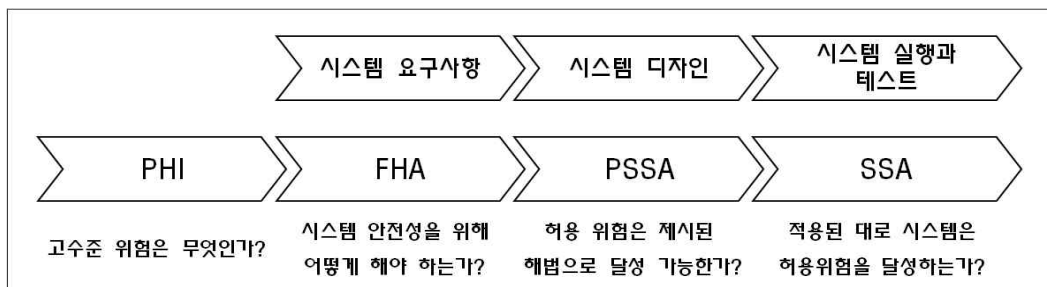 시스템 요구사항
시스템 디자인
시스템 실행과
테스트
PHI
FHA
PSSA
SSA
고수준 위험은 무엇인가?
시스템 안전성을 위해
어떻게 해야 하는가?
허용 위험은 제시된
해법으로 달성 가능한가?
적용된 대로 시스템은
허용위험을 달성하는가?